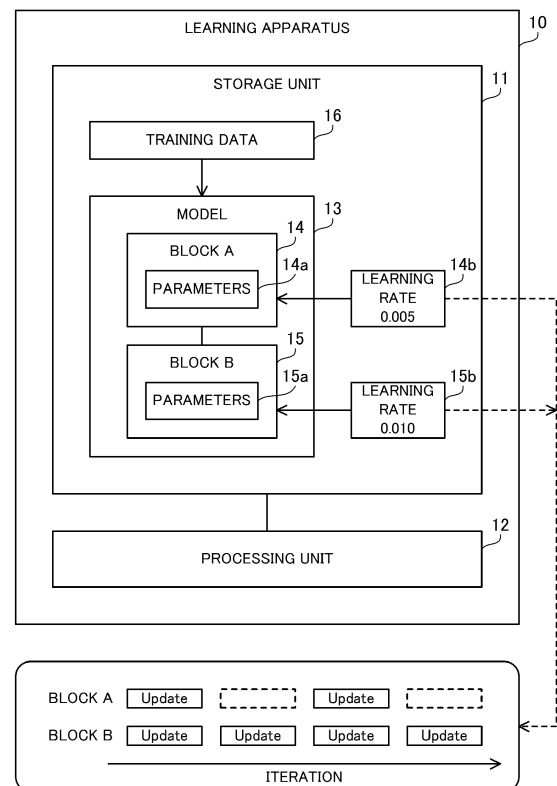 LEARNING APPARATUS
10
STORAGE UNIT
11
TRAINING DATA
16
MODEL
13
BLOCK A
14
PARAMETERS
14a
LEARNING
RATE
0.005
14b
BLOCK B
15
PARAMETERS
15a
LEARNING
RATE
0.010
15b
PROCESSING UNIT
12
BLOCK A Update Update
BLOCK B Update Update Update Update
ITERATION